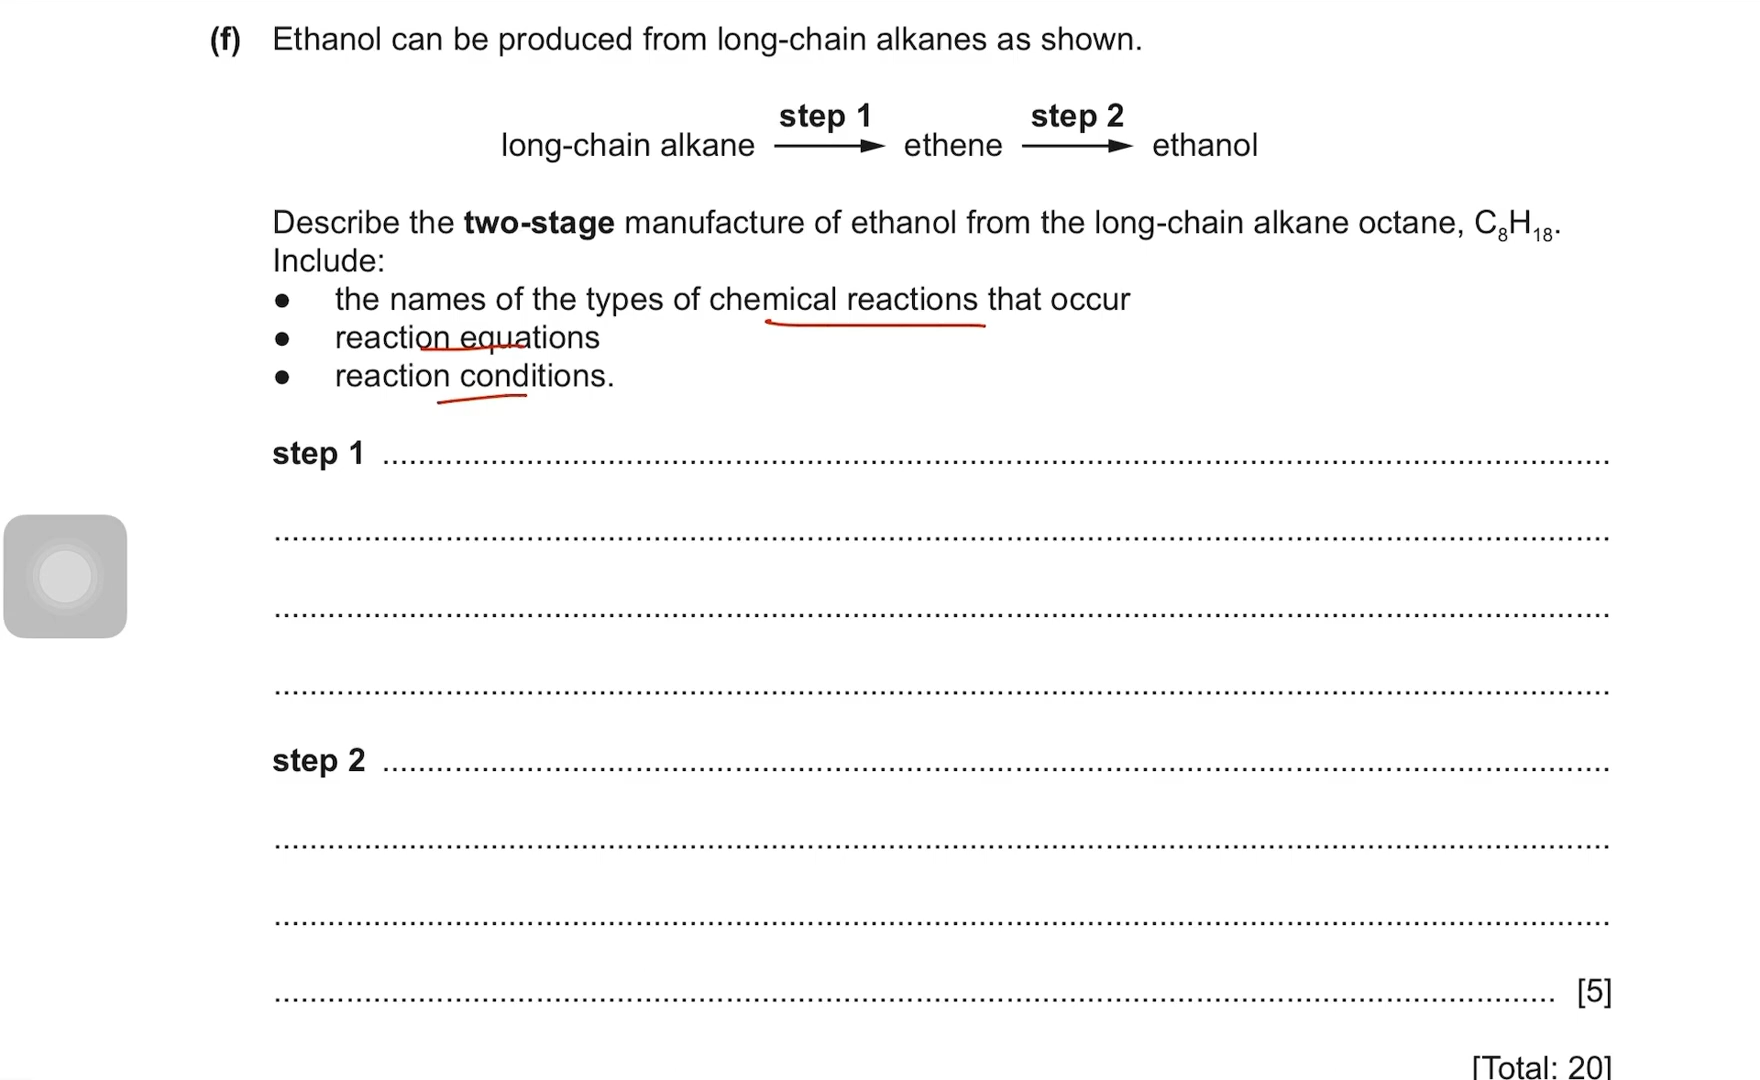 (f) Ethanol can be produced from long-chain alkanes as shown.
step 1 step 2
long-chain alkane ethene ethanol
Describe the two-stage manufacture of ethanol from the long-chain alkane octane, C₈H₁₈.
Include:
● the names of the types of chemical reactions that occur
● reaction equations
● reaction conditions.
step 1
step 2
[5]
[Total: 20]